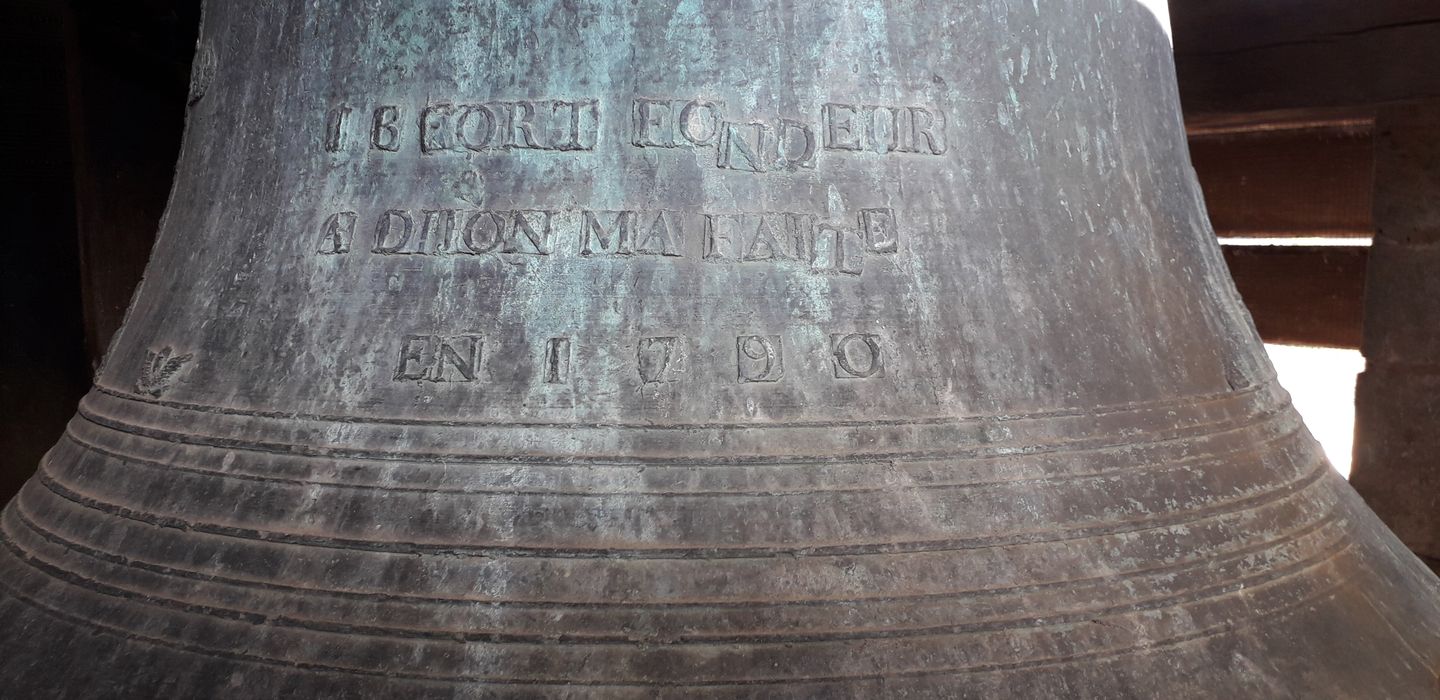 I B FORT FONDEUR
A DIION MA FAITE
EN 1790